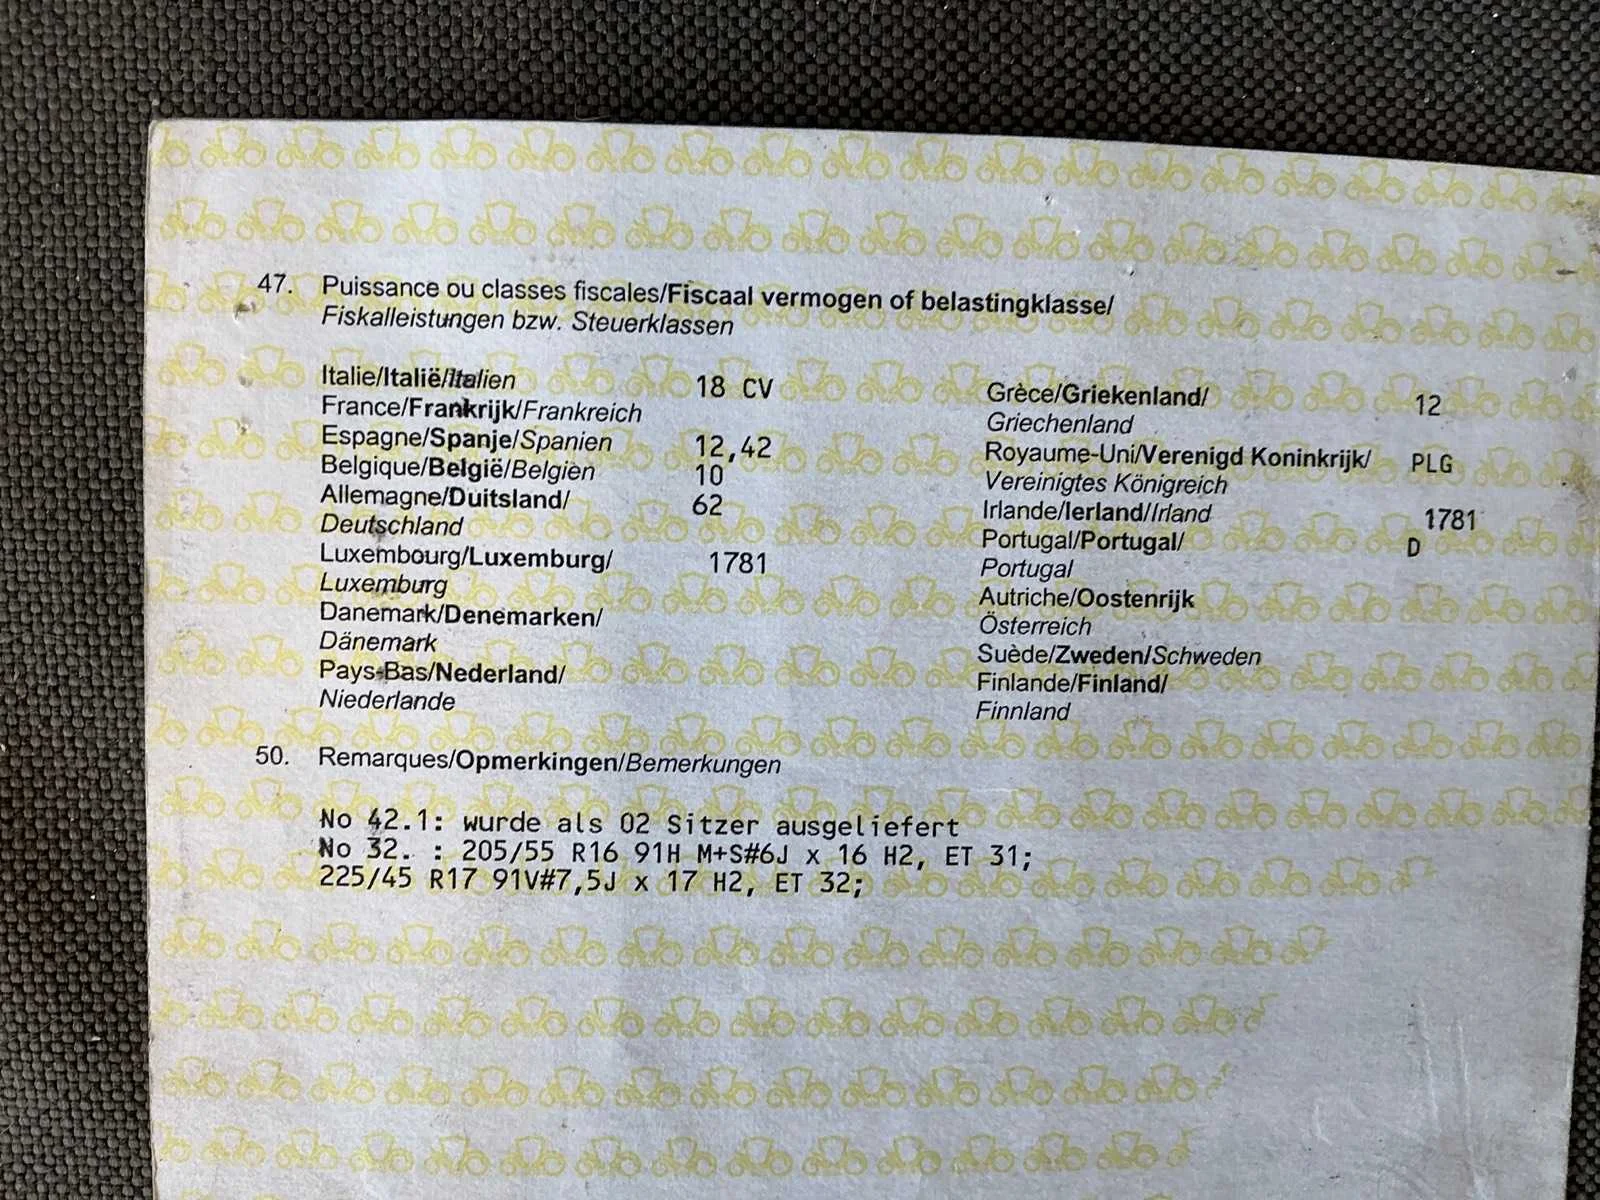 47. Puissance ou classes fiscales/Fiscaal vermogen of belastingklasse/
Fiskalleistungen bzw. Steuerklassen
Italie/Italië/Italien 18 CV
France/Frankrijk/Frankreich
Espagne/Spanje/Spanien 12,42
Belgique/België/Belgien 10
Allemagne/Duitsland/ 62
Deutschland
Luxembourg/Luxemburg/ 1781
Luxemburg
Danemark/Denemarken/
Dänemark
Pays-Bas/Nederland/
Niederlande
Grèce/Griekenland/ 12
Griechenland
Royaume-Uni/Verenigd Koninkrijk/ PLG
Vereinigtes Königreich
Irlande/Ierland/Irland 1781
Portugal/Portugal/ D
Portugal
Autriche/Oostenrijk
Österreich
Suède/Zweden/Schweden
Finlande/Finland/
Finnland
50. Remarques/Opmerkingen/Bemerkungen
No 42.1: wurde als 02 Sitzer ausgeliefert
No 32. : 205/55 R16 91H M+S#6J x 16 H2, ET 31;
225/45 R17 91V#7,5J x 17 H2, ET 32;